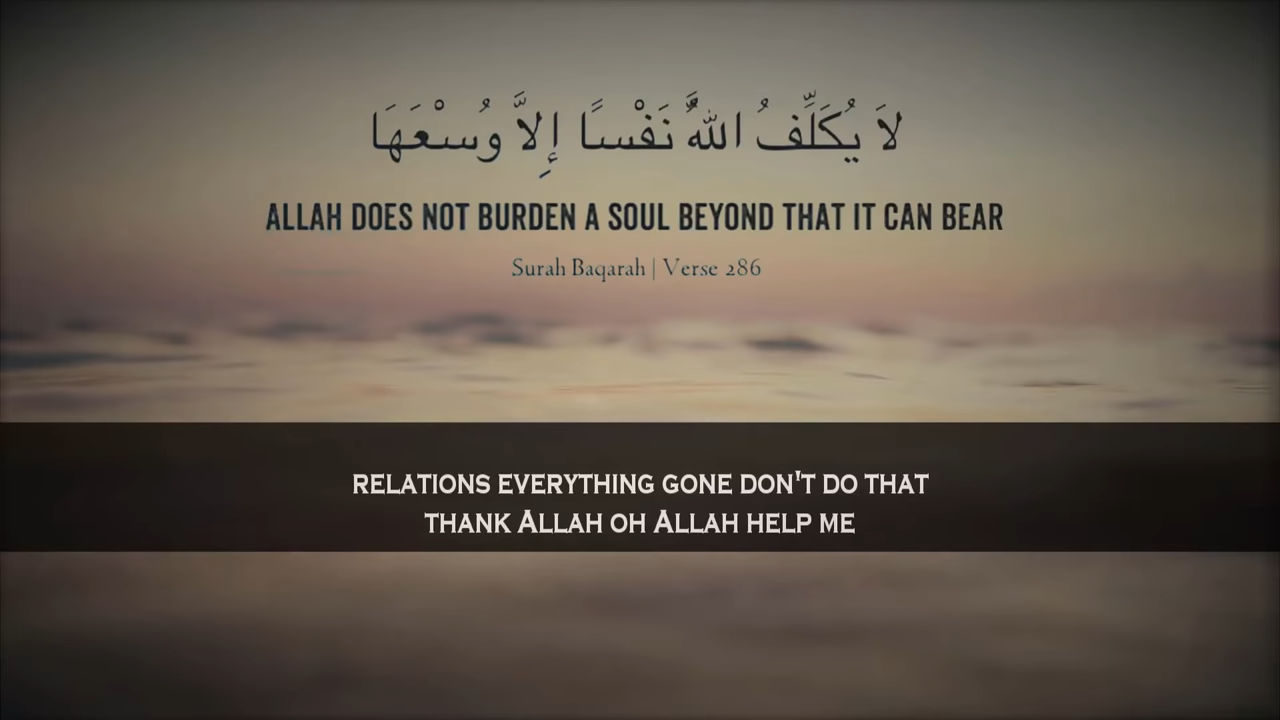 لاَ يُكَلِّفُ اللّهُ نَفْسًا إِلاَّ وُسْعَهَا
ALLAH DOES NOT BURDEN A SOUL BEYOND THAT IT CAN BEAR
Surah Baqarah | Verse 286
RELATIONS EVERYTHING GONE DON'T DO THAT
THANK ALLAH OH ALLAH HELP ME